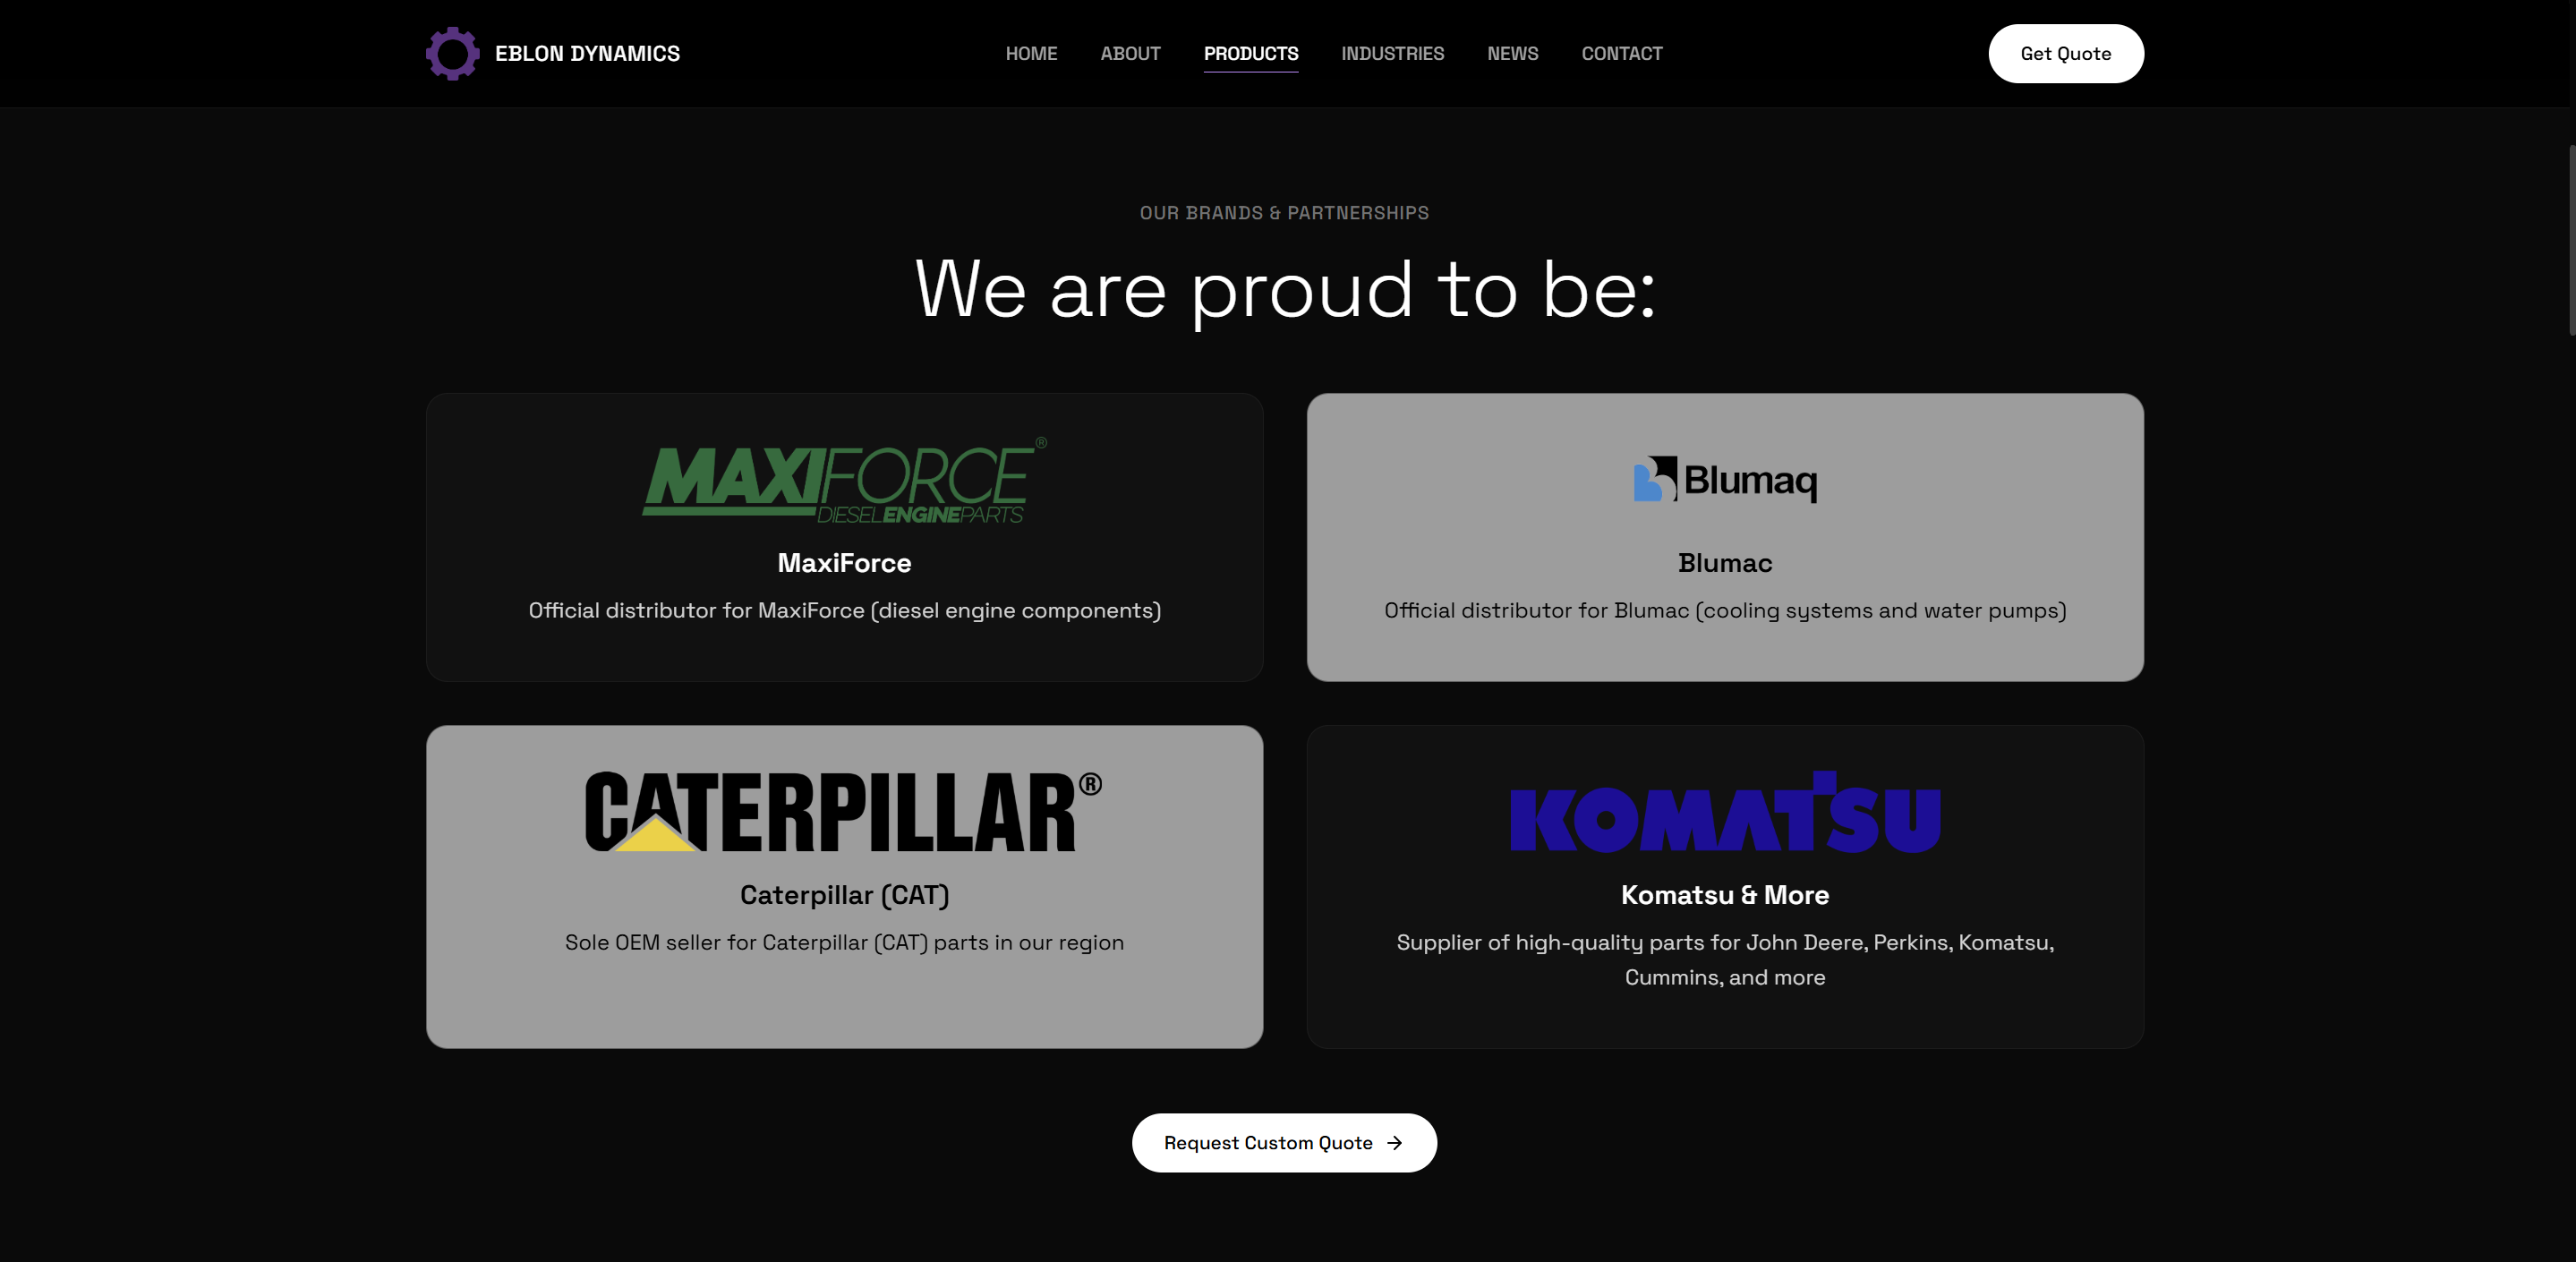 EBLON DYNAMICS
HOME ABOUT PRODUCTS INDUSTRIES NEWS CONTACT
Get Quote
OUR BRANDS & PARTNERSHIPS
We are proud to be:
MAXIFORCE®
DIESELENGINEPARTS
MaxiForce
Official distributor for MaxiForce (diesel engine components)
Blumaq
Blumac
Official distributor for Blumac (cooling systems and water pumps)
CATERPILLAR®
Caterpillar (CAT)
Sole OEM seller for Caterpillar (CAT) parts in our region
KOMATSU
Komatsu & More
Supplier of high-quality parts for John Deere, Perkins, Komatsu,
Cummins, and more
Request Custom Quote →